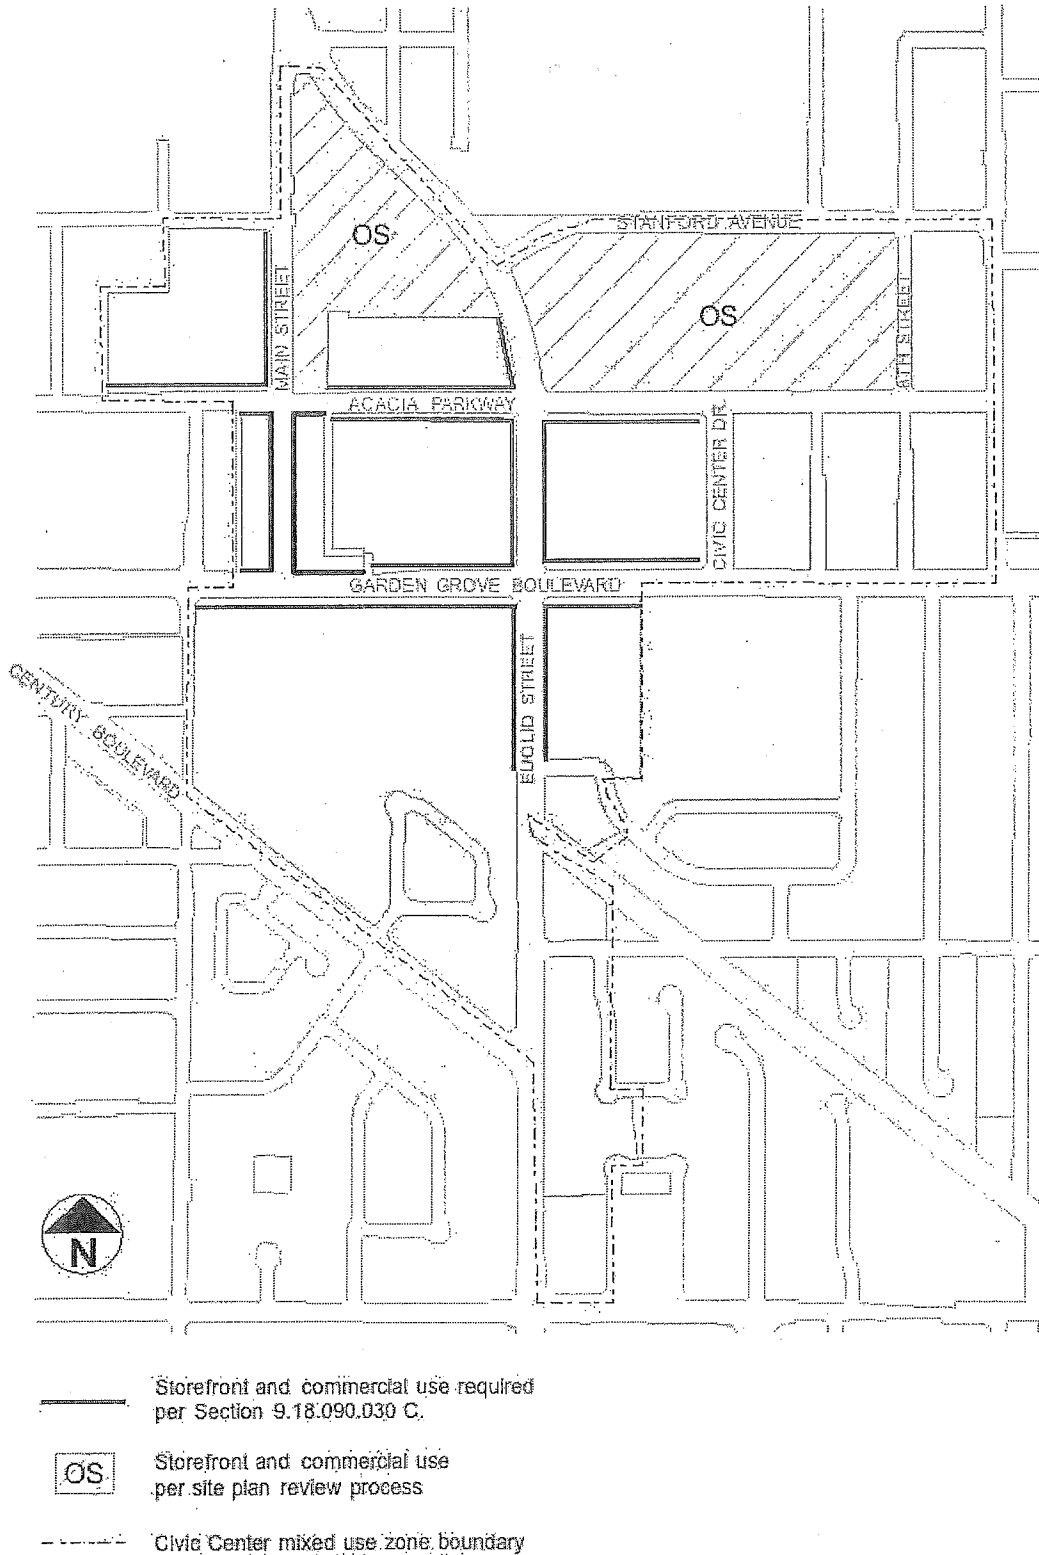 OS
STANFORD AVENUE
MAIN STREET
OS
8TH STREET
ACACIA PARKWAY
CIVIC CENTER DR.
GARDEN GROVE BOULEVARD
EUCLID STREET
CENTURY BOULEVARD
N
Storefront and commercial use required
per Section 9.18.090.030 C.
OS
Storefront and commercial use
per site plan review process
Civic Center mixed use zone boundary